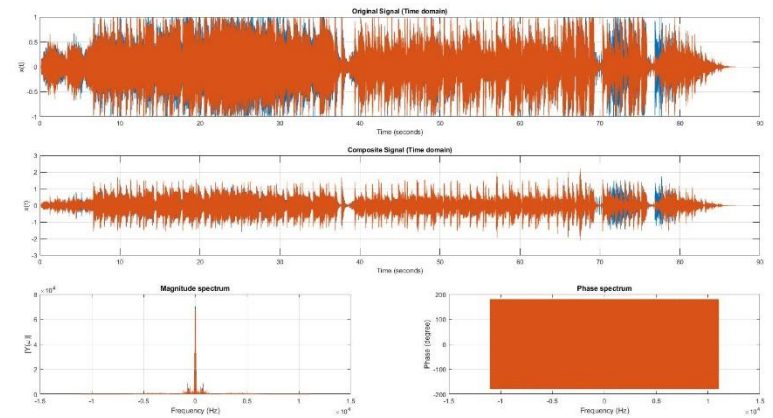 Original Signal (Time domain)
1
0.5
x(t)
0
-0.5
-1
0 10 20 30 40 50 60 70 80 90
Time (seconds)
Composite Signal (Time domain)
3
2
1
x(t)
0
-1
-2
-3
0 10 20 30 40 50 60 70 80 90
Time (seconds)
×10⁴ Magnitude spectrum
8
6
4
2
0
-1.5 -1 -0.5 0 0.5 1 1.5
Frequency (Hz) ×10⁴
Phase spectrum
200
100
Phase (degree)
0
-100
-200
-1.5 -1 -0.5 0 0.5 1 1.5
Frequency (Hz) ×10⁴